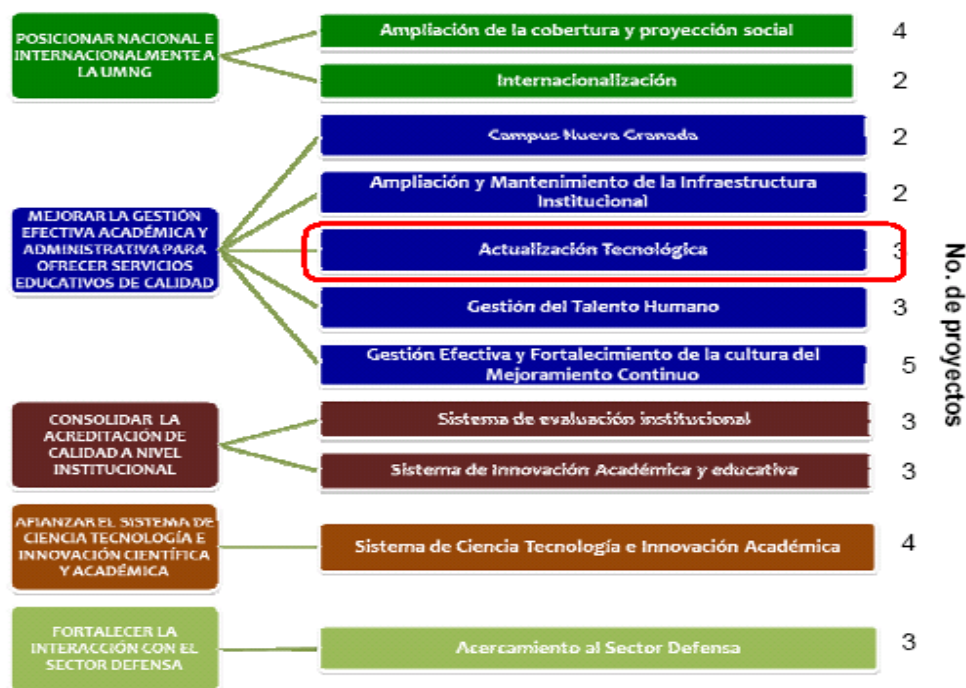 POSICIONAR NACIONAL E
INTERNACIONALMENTE A
LA UMNG
Ampliación de la cobertura y proyección social
4
Internacionalización
2
MEJORAR LA GESTIÓN
EFECTIVA ACADÉMICA Y
ADMINISTRATIVA PARA
OFRECER SERVICIOS
EDUCATIVOS DE CALIDAD
Campus Nueva Granada
2
Ampliación y Mantenimiento de la Infraestructura
Institucional
2
Actualización Tecnológica
3
Gestión del Talento Humano
3
Gestión Efectiva y Fortalecimiento de la cultura del
Mejoramiento Continuo
5
CONSOLIDAR LA
ACREDITACIÓN DE
CALIDAD A NIVEL
INSTITUCIONAL
Sistema de evaluación institucional
3
Sistema de Innovación Académica y educativa
3
AFIANZAR EL SISTEMA DE
CIENCIA TECNOLOGÍA E
INNOVACIÓN CIENTÍFICA
Y ACADÉMICA
Sistema de Ciencia Tecnología e Innovación Académica
4
FORTALECER LA
INTERACCIÓN CON EL
SECTOR DEFENSA
Acercamiento al Sector Defensa
3
No. de proyectos